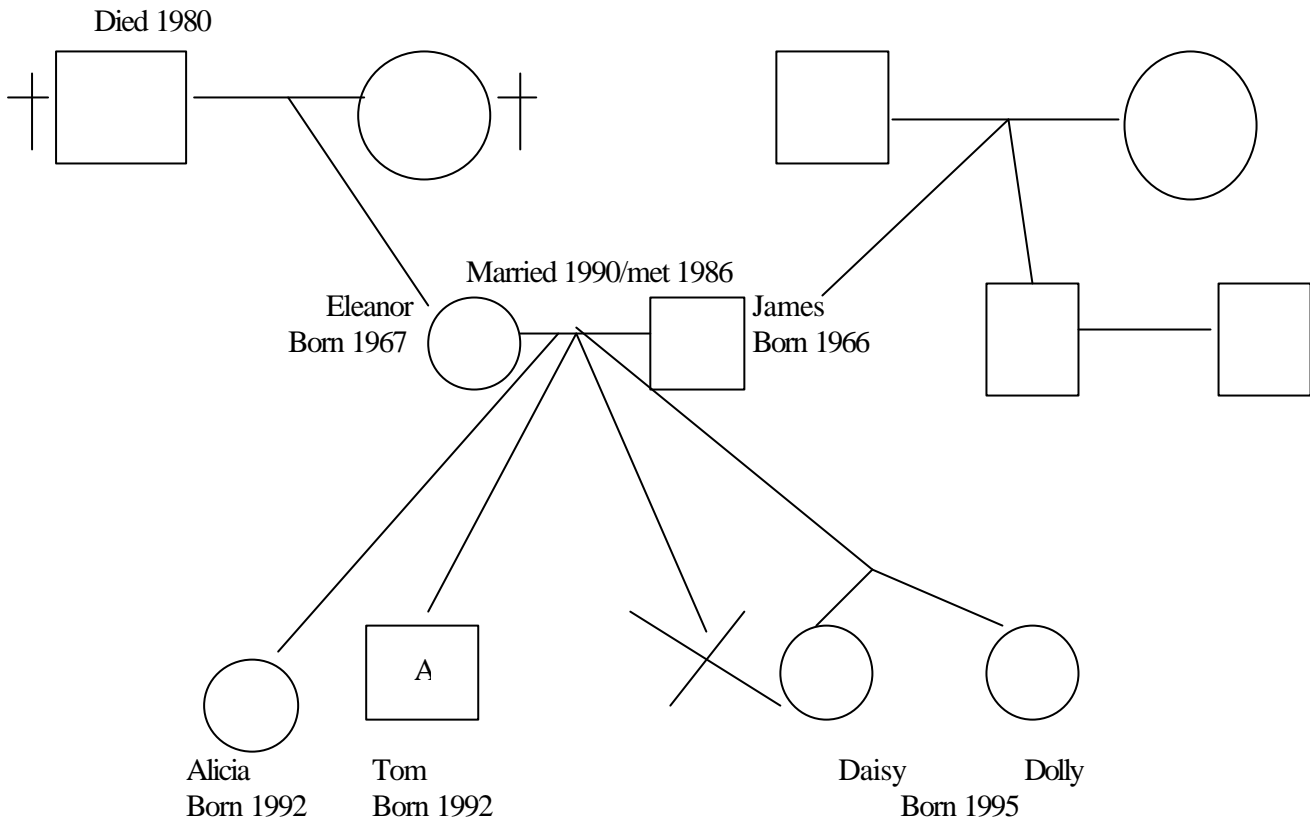 Died 1980
Married 1990/met 1986
Eleanor
Born 1967
James
Born 1966
A
Alicia
Born 1992
Tom
Born 1992
Daisy
Dolly
Born 1995